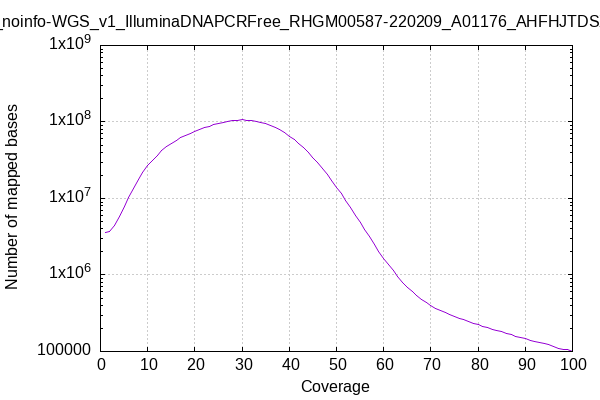 _noinfo-WGS_v1_IlluminaDNAPCRFree_RHGM00587-220209_A01176_AHFHJTDS
1x10⁹
1x10⁸
1x10⁷
1x10⁶
100000
0 10 20 30 40 50 60 70 80 90 100
Number of mapped bases
Coverage